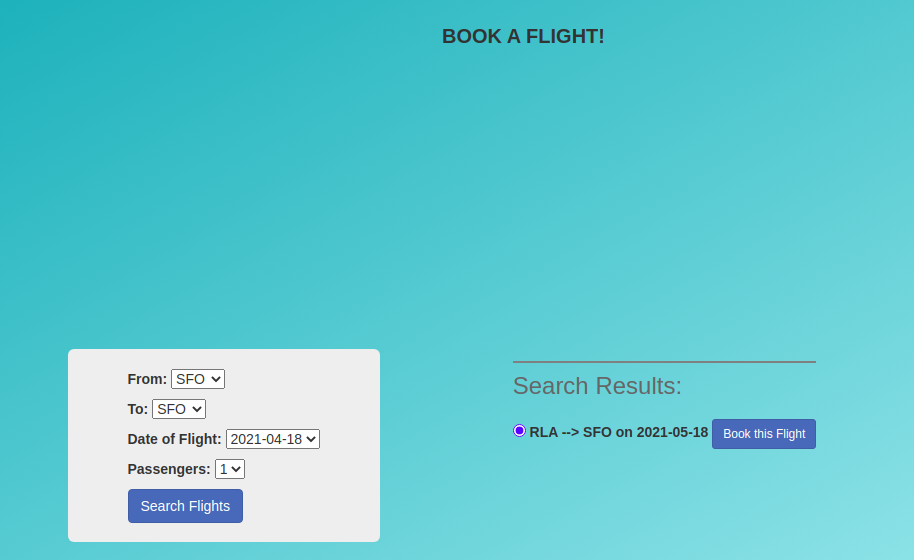 BOOK A FLIGHT!
From: SFO
To: SFO
Date of Flight: 2021-04-18
Passengers: 1
Search Flights
Search Results:
RLA --> SFO on 2021-05-18 Book this Flight